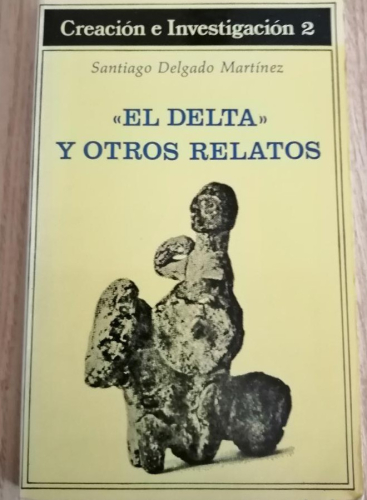 Creación e Investigación 2
Santiago Delgado Martínez
«EL DELTA»
Y OTROS RELATOS